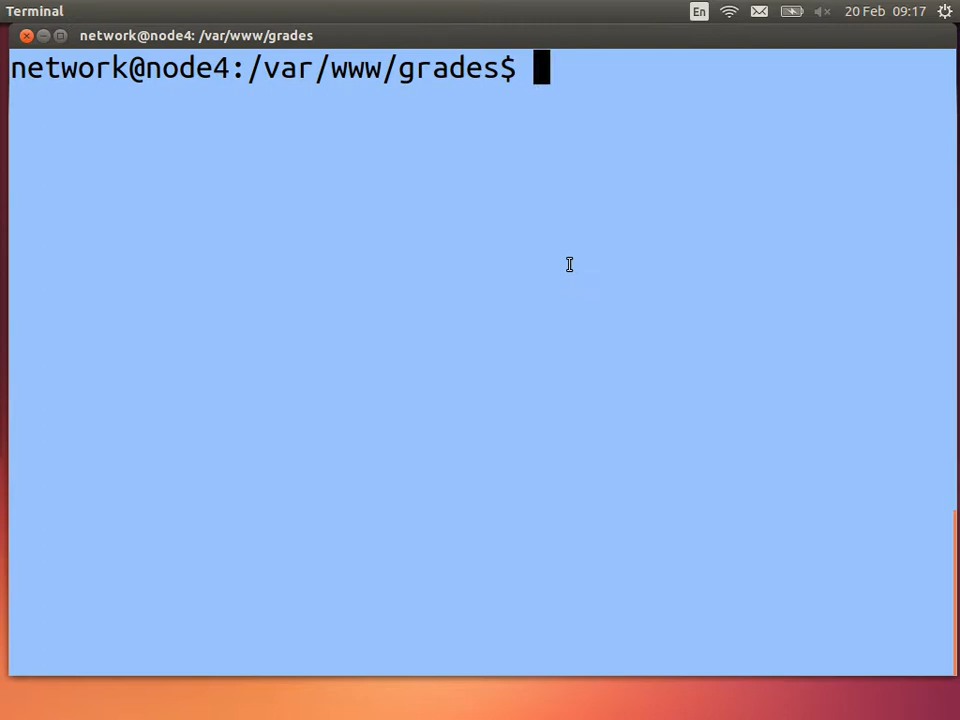 Terminal
En
20 Feb 09:17
network@node4: /var/www/grades
network@node4:/var/www/grades$